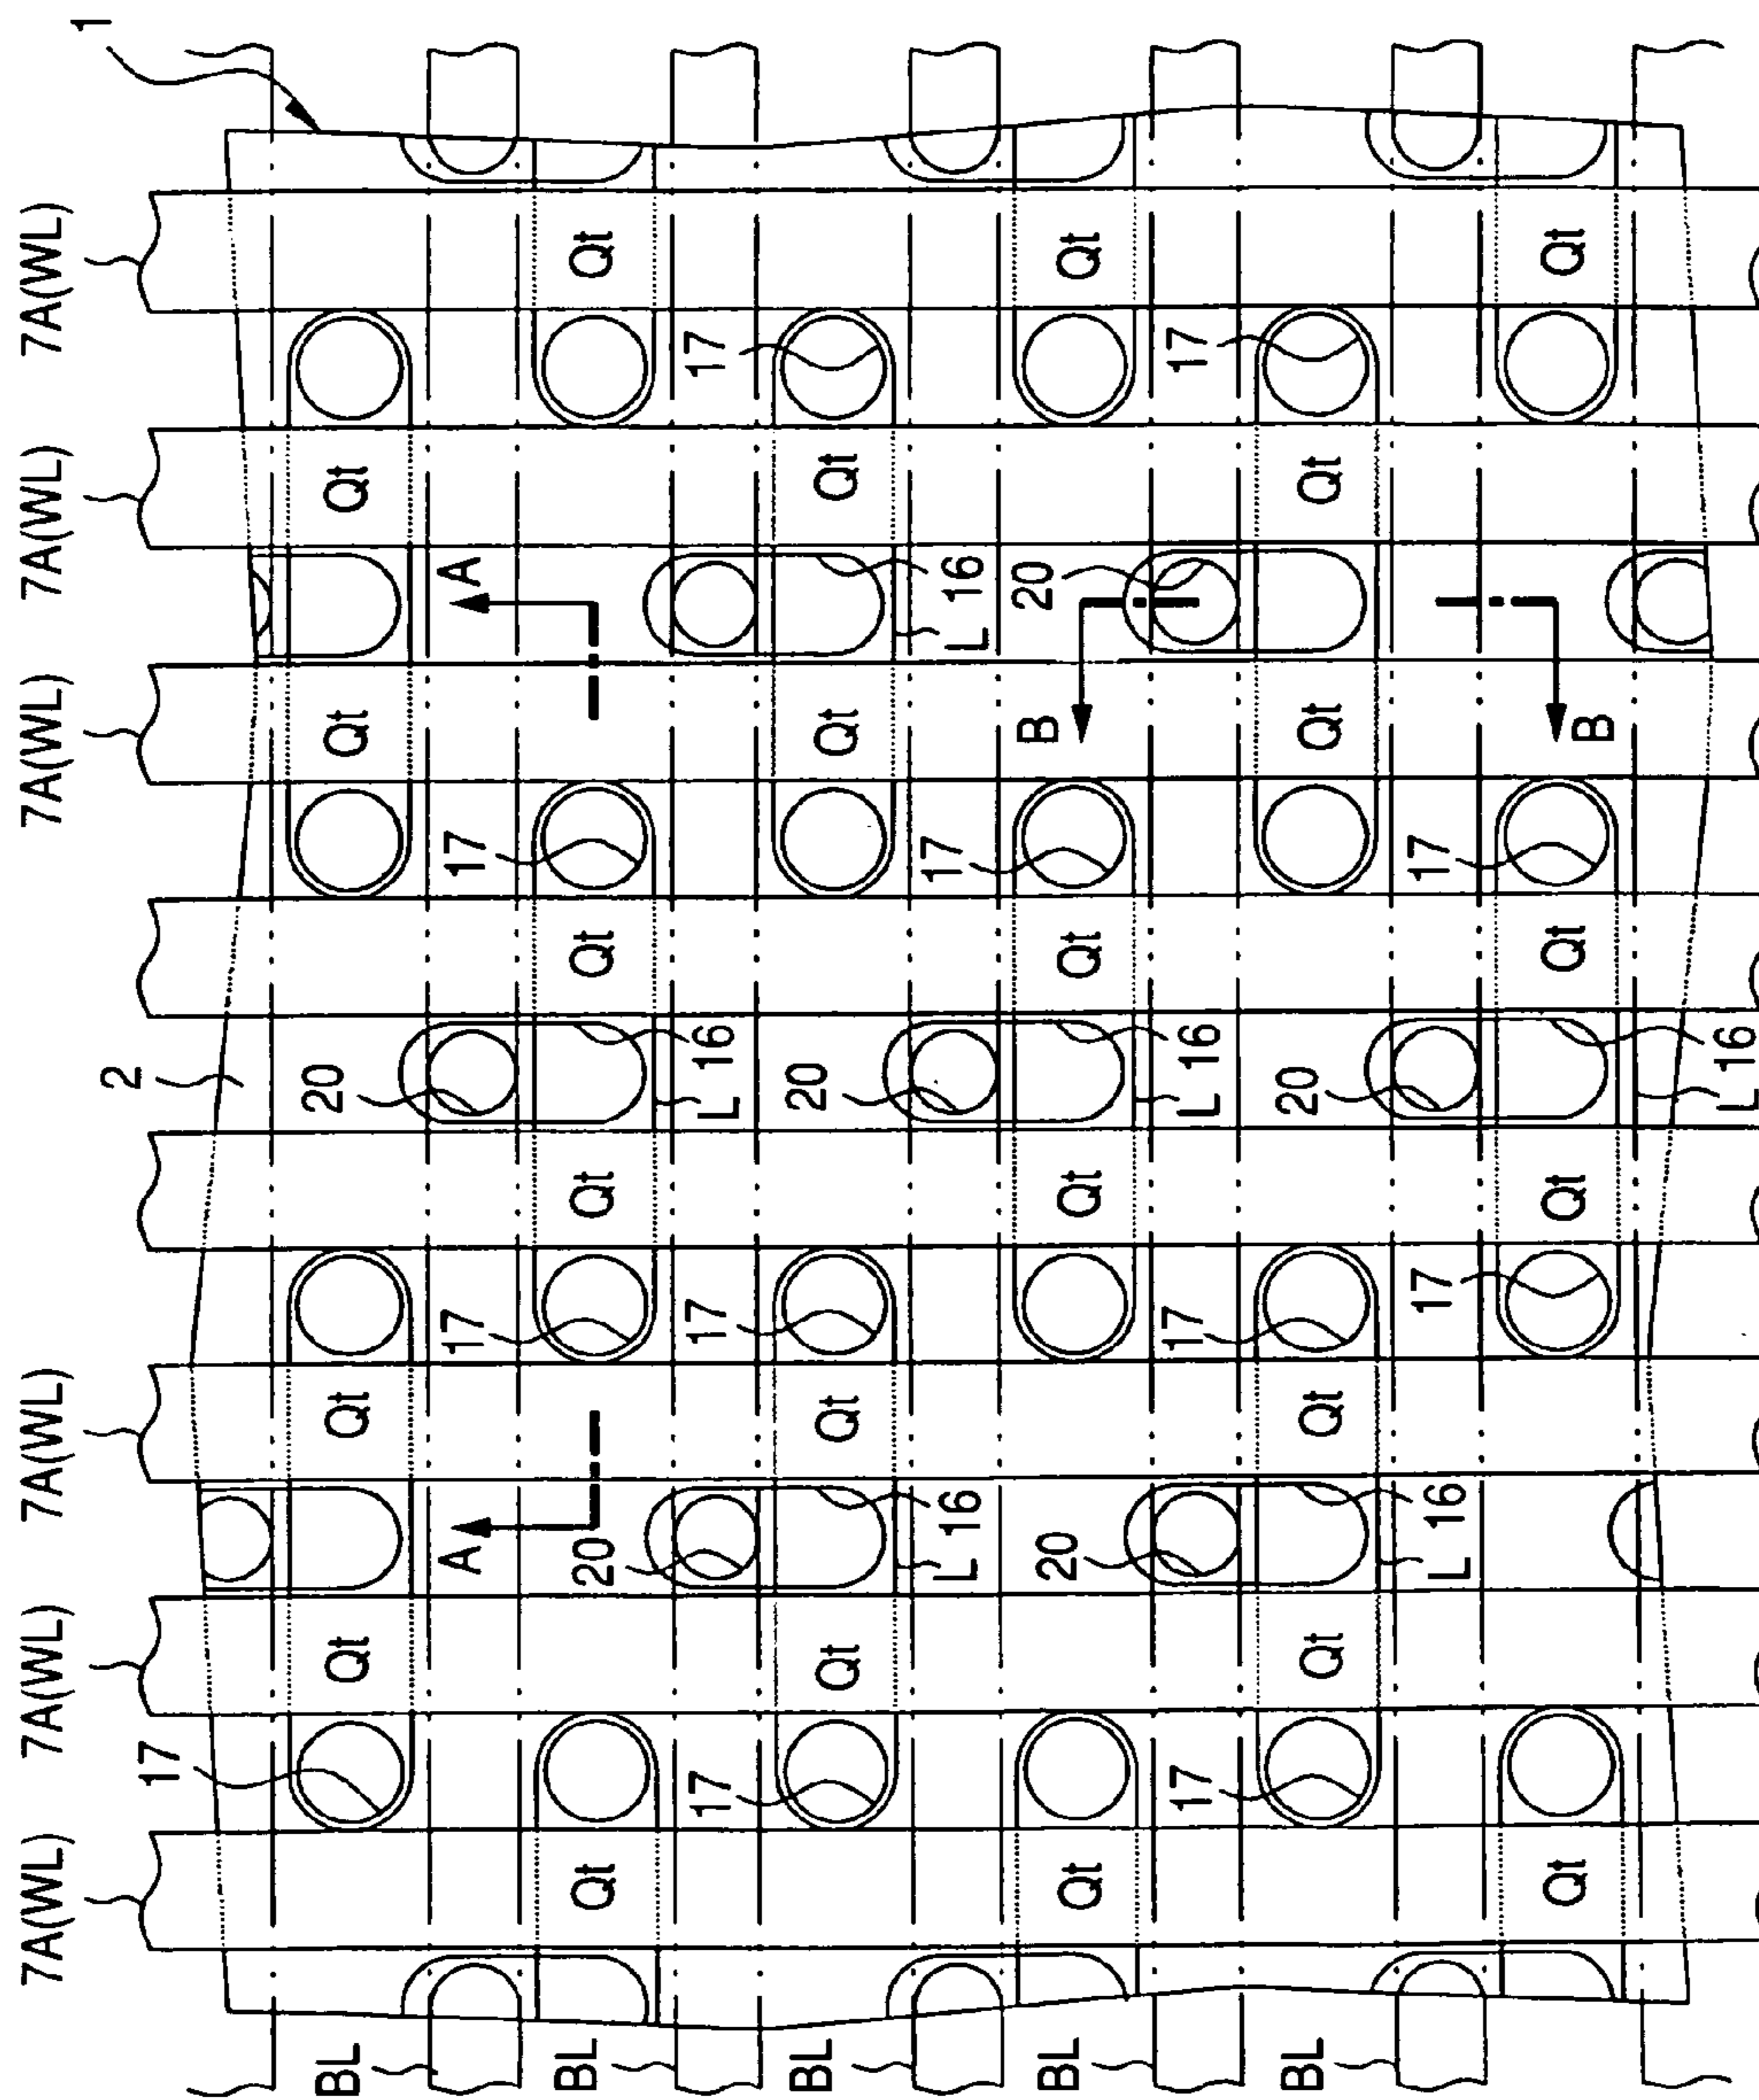 1
7A(WL) 7A(WL) 7A(WL) 7A(WL) 7A(WL) 7A(WL)
2
17
BL 20
Qt Qt Qt Qt
A 17 17 A
BL 20
Qt Qt Qt Qt
17 17 L 16 17
BL 20
Qt Qt Qt Qt
L 16 17 L 16
BL 20 B 20
Qt Qt Qt Qt
17 17 L 16 17
BL 20
Qt Qt Qt Qt
L 16 17 17
Qt Qt Qt Qt
B
L 16